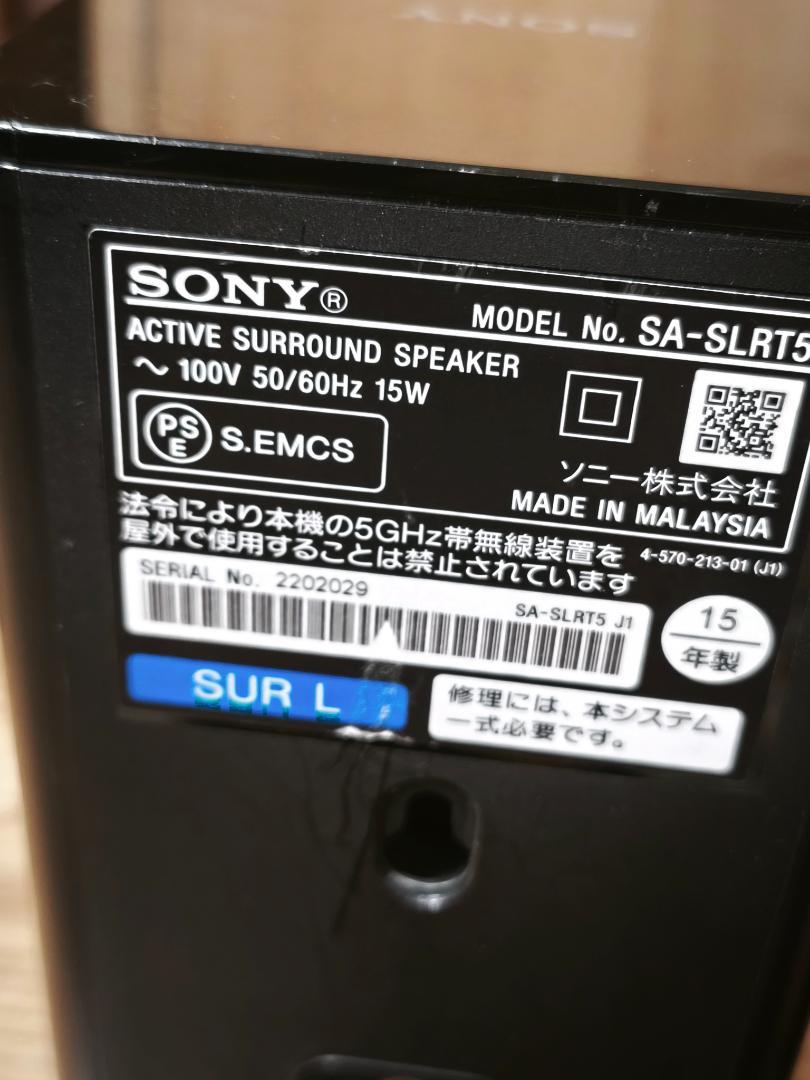 SONY®
MODEL No. SA-SLRT5
ACTIVE SURROUND SPEAKER
～ 100V 50/60Hz 15W
PSE S.EMCS
ソニー株式会社
MADE IN MALAYSIA
法令により本機の5GHz帯無線装置を
屋外で使用することは禁止されています
4-570-213-01 (J1)
SERIAL No. 2202029
SA-SLRT5 J1
15
年製
SUR L
修理には、本システム
一式必要です。